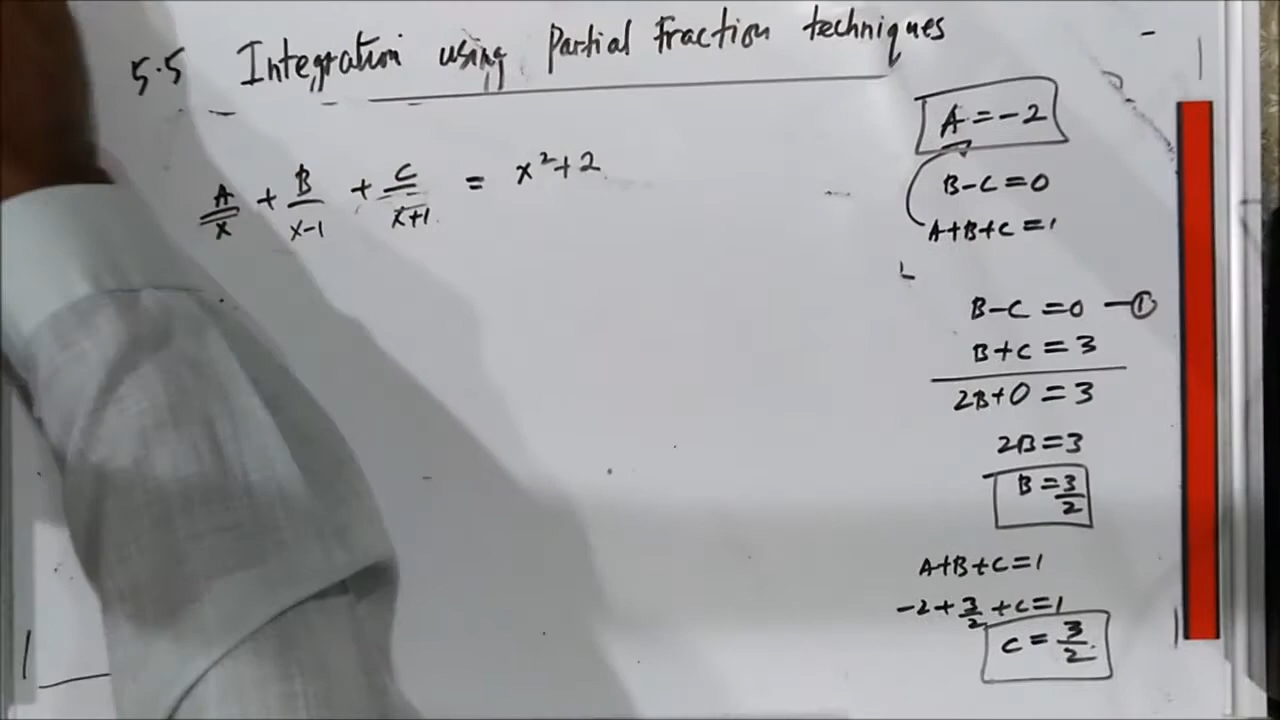 5.5 Integration using Partial Fraction techniques
A/x + B/x-1 + C/x+1 = x²+2
A = -2
B-C = 0
A+B+C = 1
B-C = 0 —①
B+C = 3
2B+0 = 3
2B = 3
B = 3/2
A+B+C = 1
-2 + 3/2 + C = 1
C = 3/2